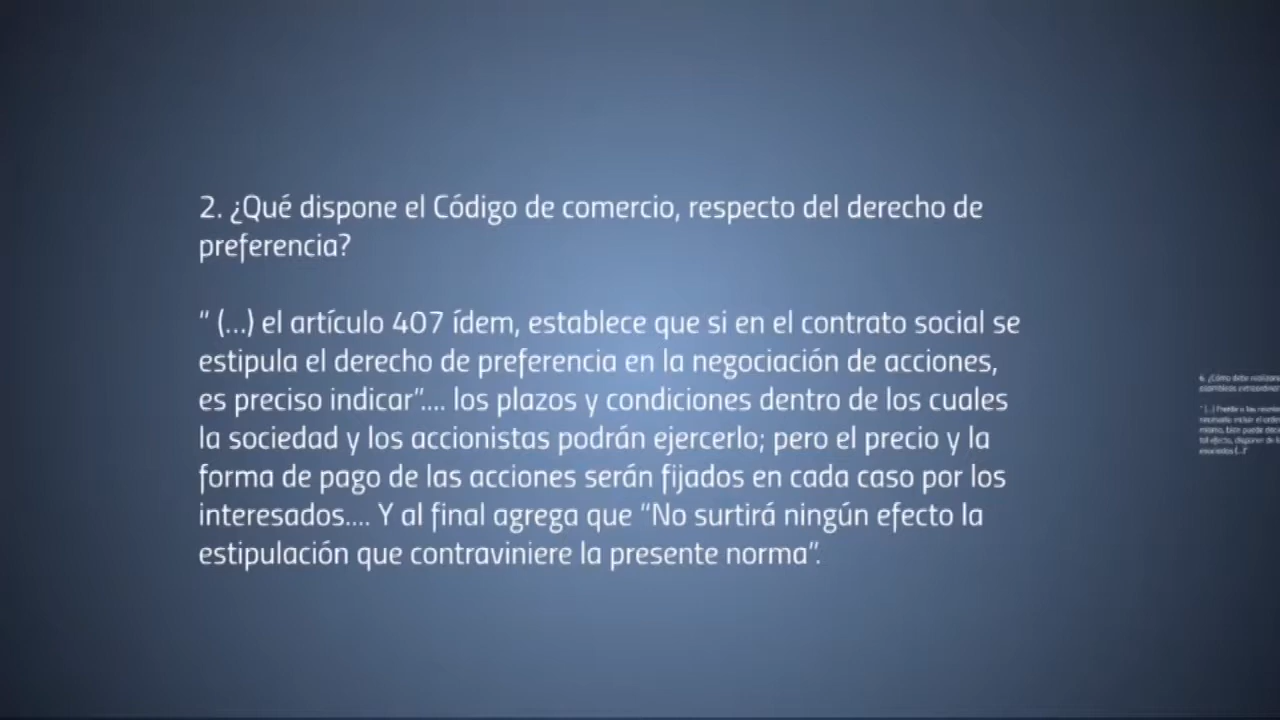 2. ¿Qué dispone el Código de comercio, respecto del derecho de
preferencia?
“ (...) el artículo 407 ídem, establece que si en el contrato social se
estipula el derecho de preferencia en la negociación de acciones,
es preciso indicar”.... los plazos y condiciones dentro de los cuales
la sociedad y los accionistas podrán ejercerlo; pero el precio y la
forma de pago de las acciones serán fijados en cada caso por los
interesados.... Y al final agrega que “No surtirá ningún efecto la
estipulación que contraviniere la presente norma”.
6. ¿Cómo debe